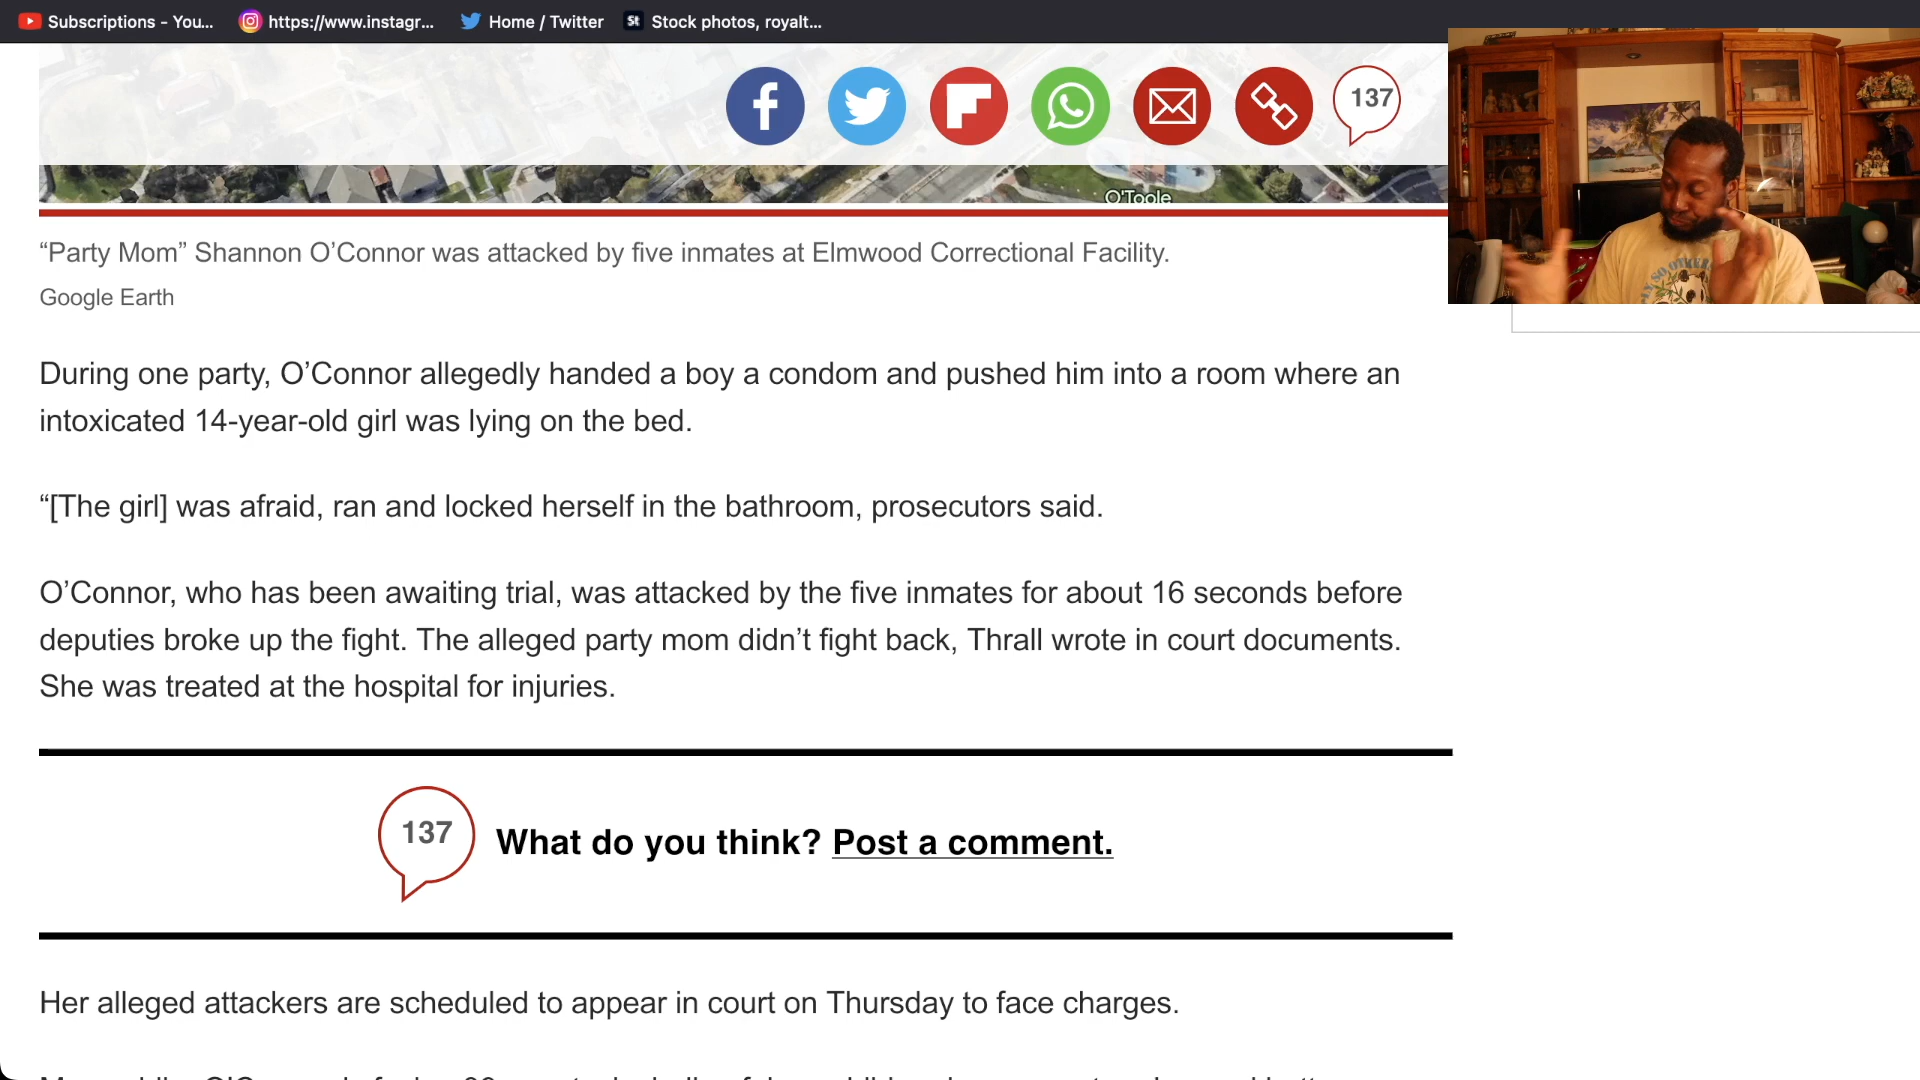 Subscriptions - You...
https://www.instagr...
Home / Twitter
St
Stock photos, royalt...
137
O'Toole
“Party Mom” Shannon O’Connor was attacked by five inmates at Elmwood Correctional Facility.
Google Earth
During one party, O’Connor allegedly handed a boy a condom and pushed him into a room where an
intoxicated 14-year-old girl was lying on the bed.
“[The girl] was afraid, ran and locked herself in the bathroom, prosecutors said.
O’Connor, who has been awaiting trial, was attacked by the five inmates for about 16 seconds before
deputies broke up the fight. The alleged party mom didn’t fight back, Thrall wrote in court documents.
She was treated at the hospital for injuries.
137
What do you think? Post a comment.
Her alleged attackers are scheduled to appear in court on Thursday to face charges.